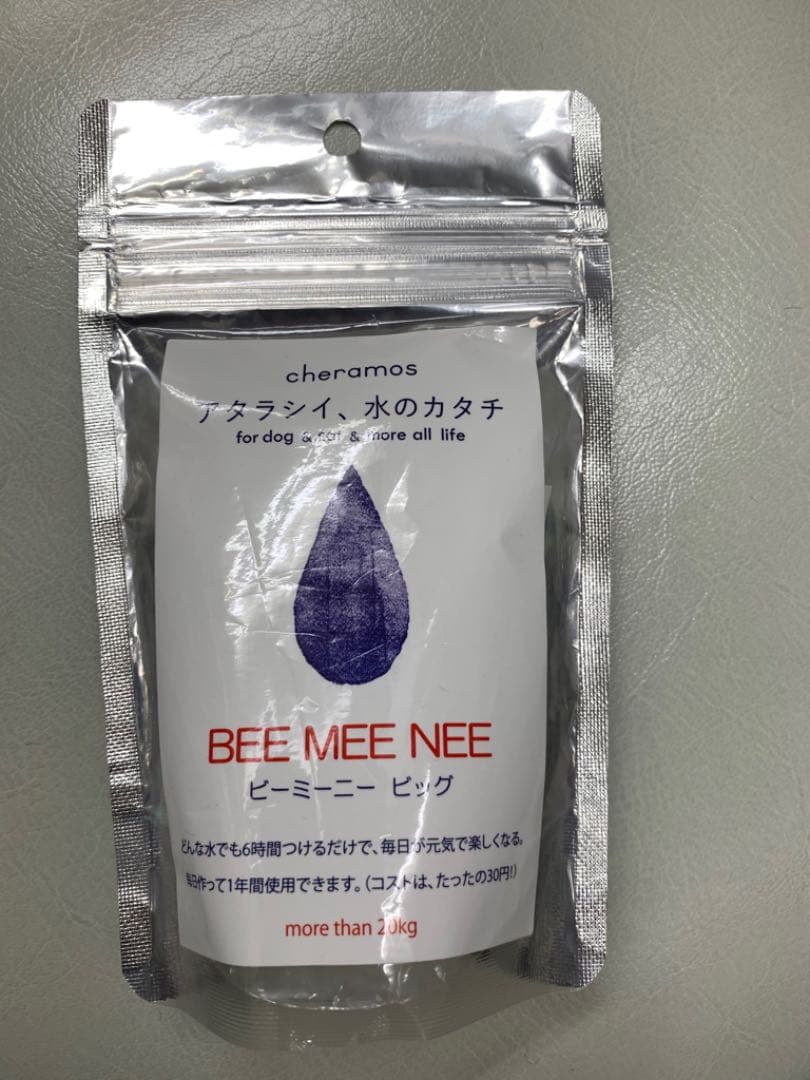 cheramos
アタラシイ、水のカタチ
for dog & cat & more all life
BEE MEE NEE
ビーミーニー ビッグ
どんな水でも6時間つけるだけで、毎日が元気で楽しくなる。
毎日作って1年間使用できます。(コストは、たったの30円!)
more than 20kg